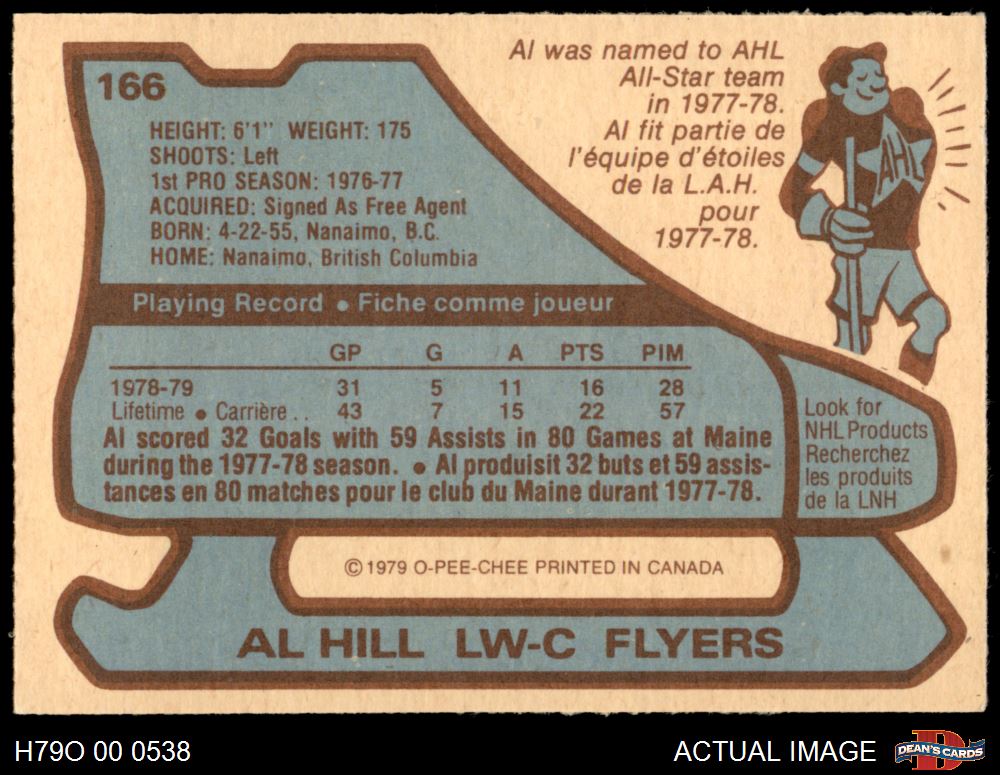 166
Al was named to AHL
All-Star team
in 1977-78.
Al fit partie de
l'équipe d'étoiles
de la L.A.H.
pour
1977-78.
AHL
HEIGHT: 6'1" WEIGHT: 175
SHOOTS: Left
1st PRO SEASON: 1976-77
ACQUIRED: Signed As Free Agent
BORN: 4-22-55, Nanaimo, B.C.
HOME: Nanaimo, British Columbia
Playing Record • Fiche comme joueur
GP G A PTS PIM
1978-79 31 5 11 16 28
Lifetime • Carrière . . 43 7 15 22 57
Al scored 32 Goals with 59 Assists in 80 Games at Maine
during the 1977-78 season. • Al produisit 32 buts et 59 assis-
tances en 80 matches pour le club du Maine durant 1977-78.
Look for
NHL Products
Recherchez
les produits
de la LNH
© 1979 O-PEE-CHEE PRINTED IN CANADA
AL HILL LW-C FLYERS
H79O 00 0538
ACTUAL IMAGE
DEAN'S CARDS